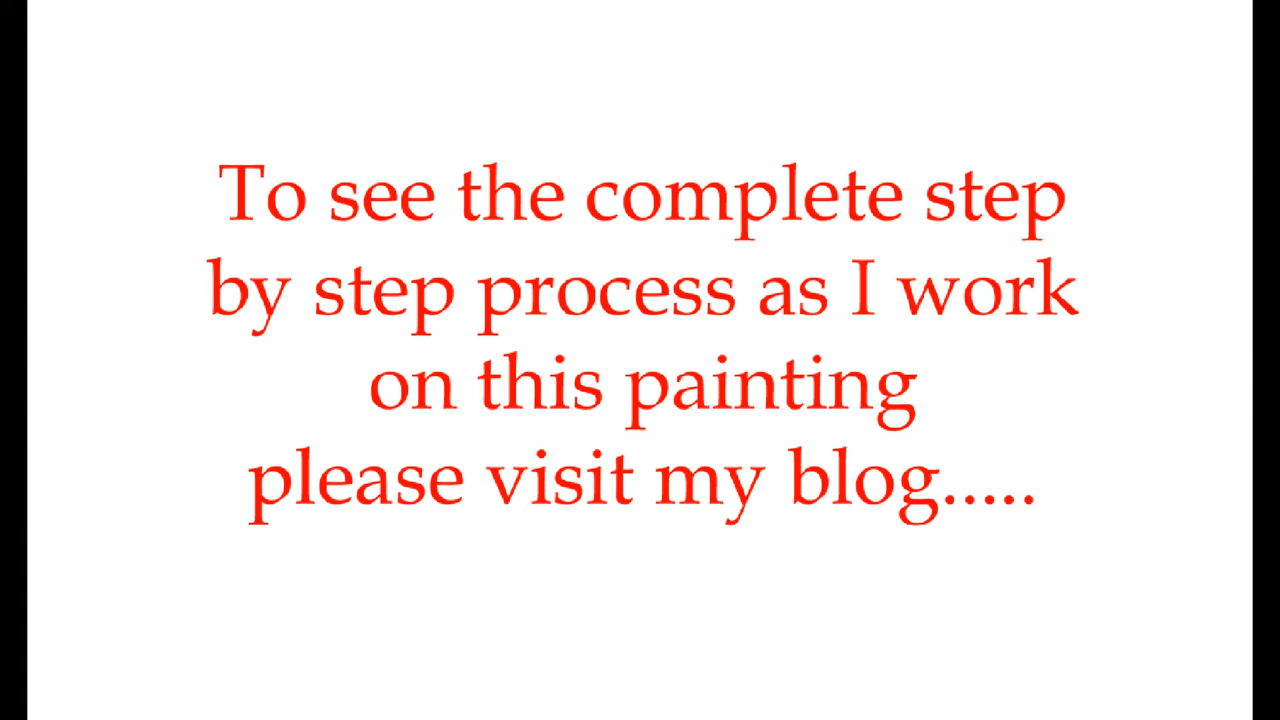 To see the complete step
by step process as I work
on this painting
please visit my blog.....